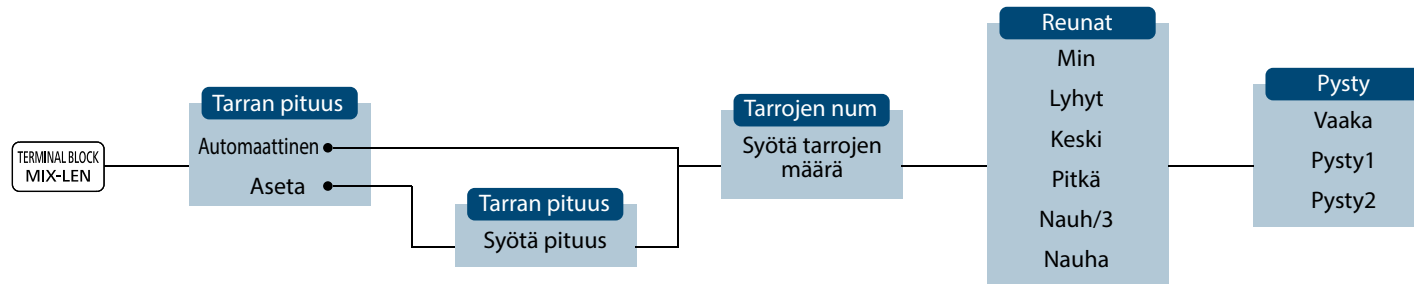 TERMINAL BLOCK
MIX-LEN
Tarran pituus
Automaattinen
Aseta
Tarran pituus
Syötä pituus
Tarrojen num
Syötä tarrojen
määrä
Reunat
Min
Lyhyt
Keski
Pitkä
Nauh/3
Nauha
Pysty
Vaaka
Pysty1
Pysty2